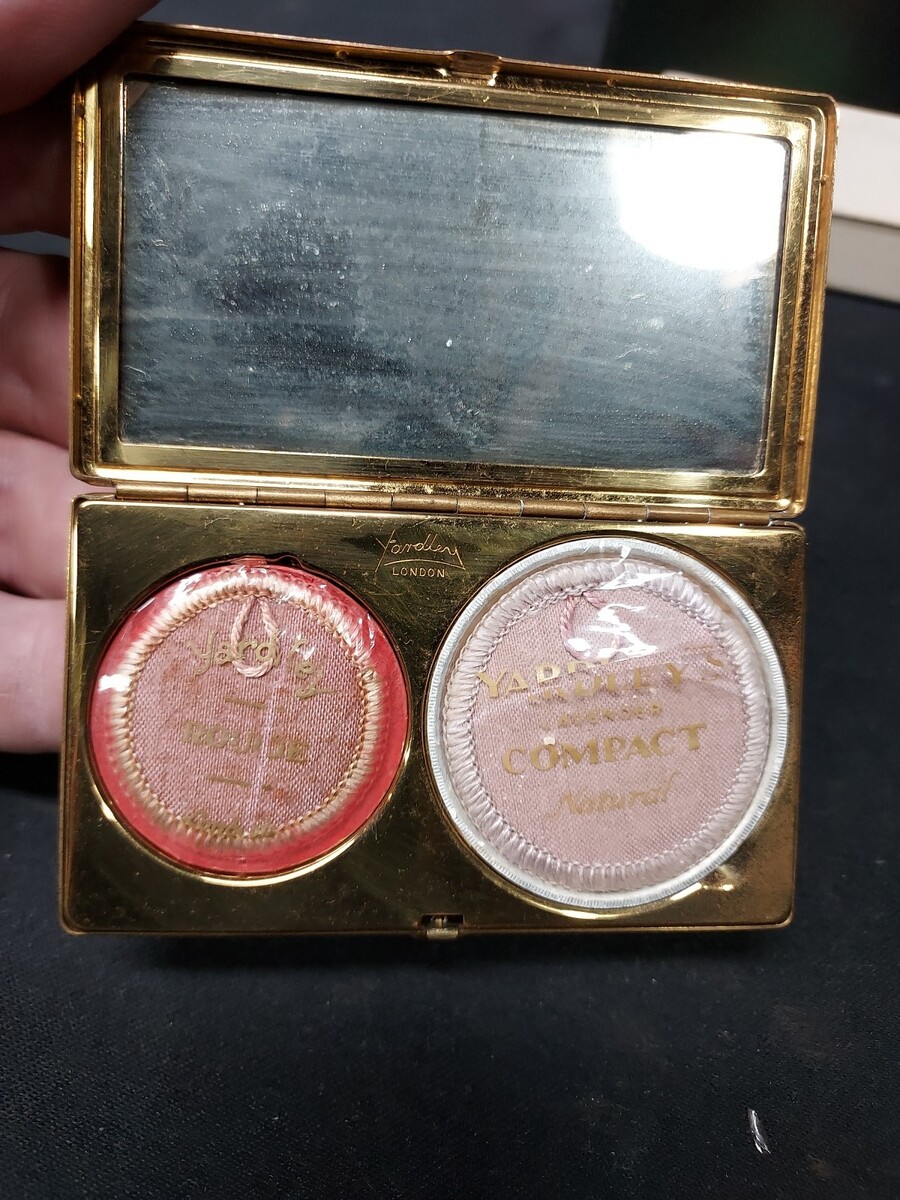 Yardley
LONDON
Yardley
ROUGE
YARDLEY'S
LAVENDER
COMPACT
Natural